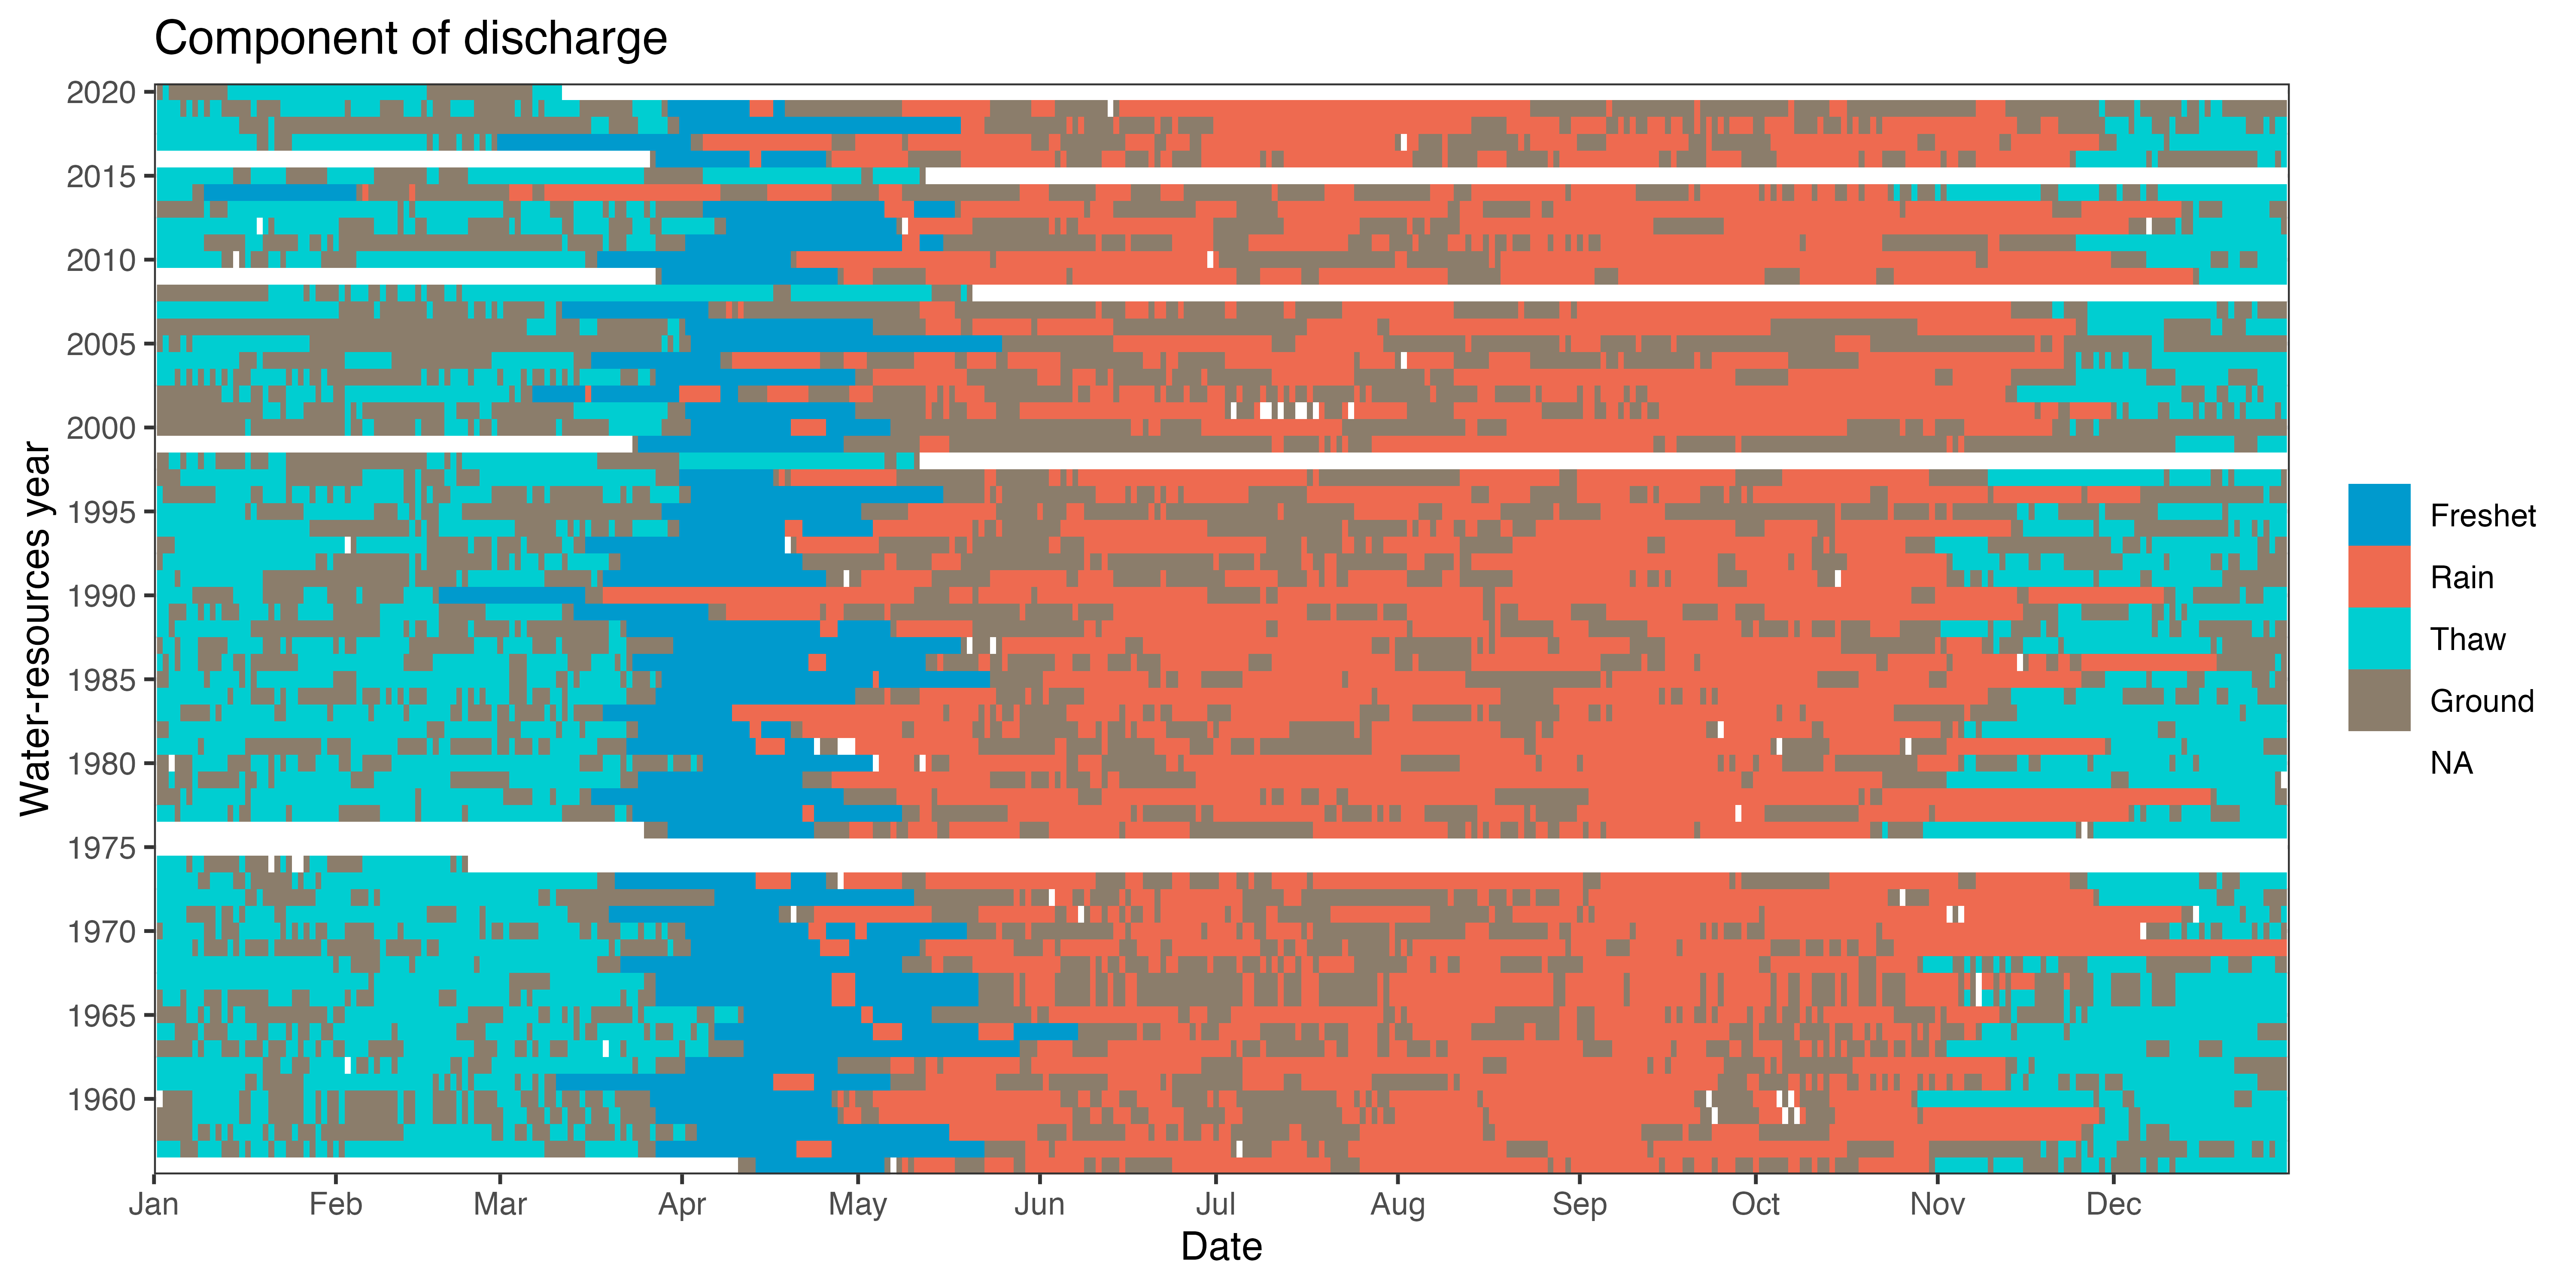 Component of discharge
Water-resources year
2020
2015
2010
2005
2000
1995
1990
1985
1980
1975
1970
1965
1960
Jan Feb Mar Apr May Jun Jul Aug Sep Oct Nov Dec
Date
Freshet
Rain
Thaw
Ground
NA